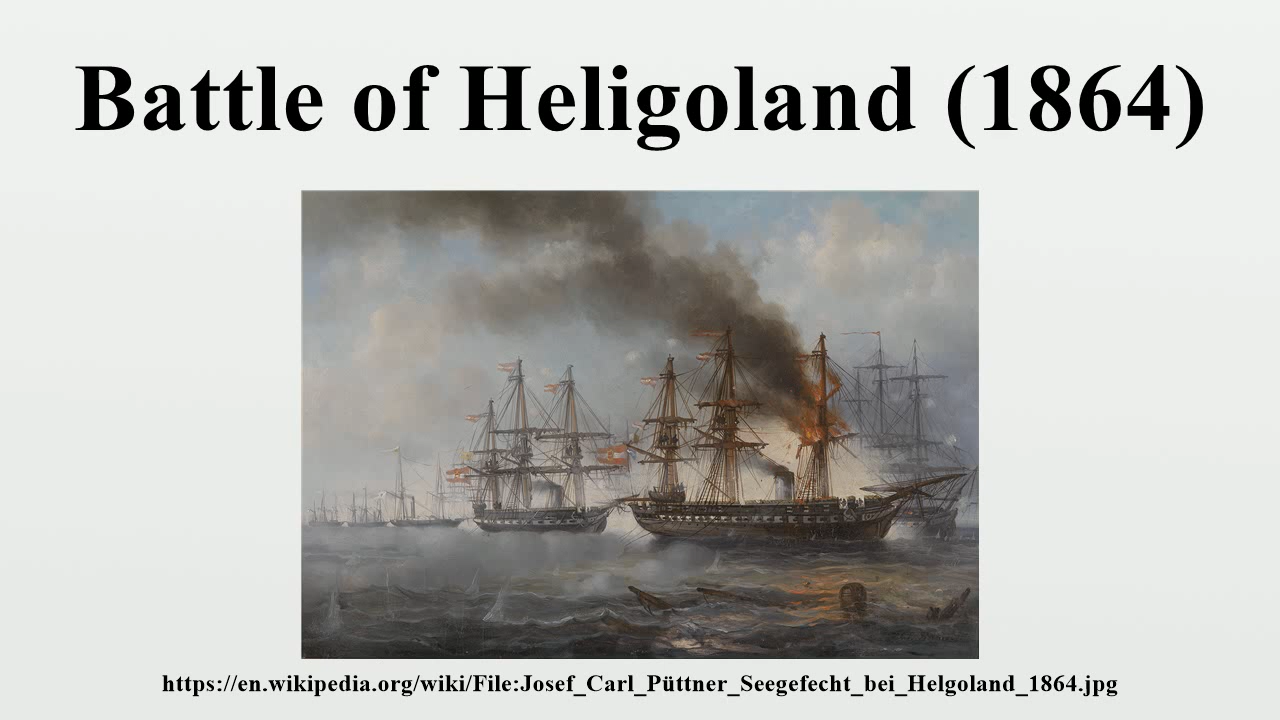 Battle of Heligoland (1864)
https://en.wikipedia.org/wiki/File:Josef_Carl_Püttner_Seegefecht_bei_Helgoland_1864.jpg